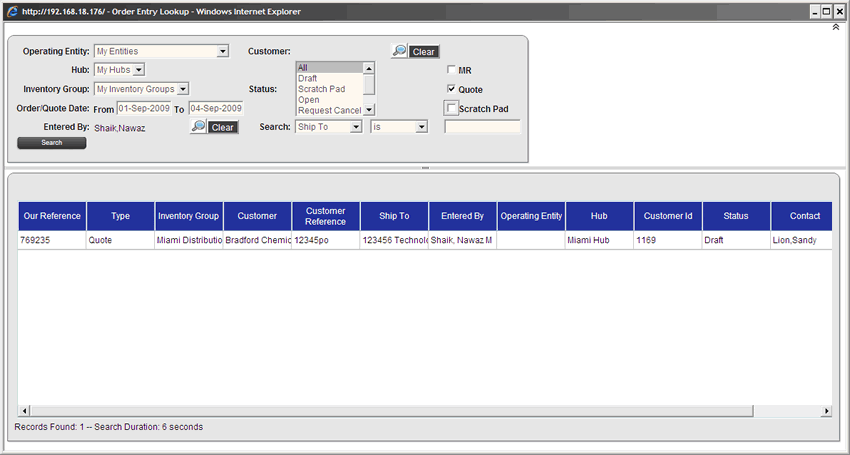 http://192.168.18.176/ - Order Entry Lookup - Windows Internet Explorer
Operating Entity: My Entities Customer: Clear
Hub: My Hubs All MR
Draft
Inventory Group: My Inventory Groups Status: Scratch Pad Quote
Open
Order/Quote Date: From 01-Sep-2009 To 04-Sep-2009 Request Cancel Scratch Pad
Entered By: Shaik,Nawaz Clear Search: Ship To is
Search
Our Reference Type Inventory Group Customer Customer Reference Ship To Entered By Operating Entity Hub Customer Id Status Contact
769235 Quote Miami Distributio Bradford Chemic 12345po 123456 Technolo Shaik, Nawaz M Miami Hub 1169 Draft Lion,Sandy
Records Found: 1 -- Search Duration: 6 seconds